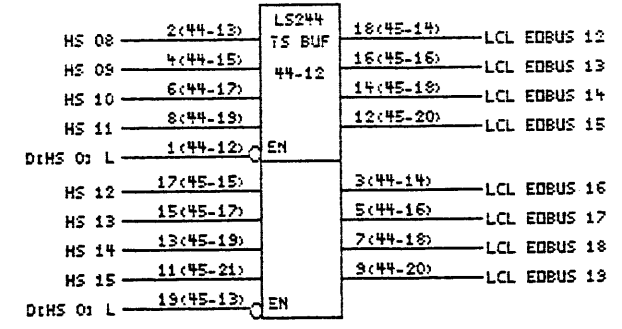 LS244
TS BUF
44-12
HS 08 2(44-13) 18(45-14) LCL EDBUS 12
HS 09 4(44-15) 16(45-16) LCL EDBUS 13
HS 10 6(44-17) 14(45-18) LCL EDBUS 14
HS 11 8(44-19) 12(45-20) LCL EDBUS 15
D[HS 0] L 1(44-12) EN
HS 12 17(45-15) 3(44-14) LCL EDBUS 16
HS 13 15(45-17) 5(44-16) LCL EDBUS 17
HS 14 13(45-19) 7(44-18) LCL EDBUS 18
HS 15 11(45-21) 9(44-20) LCL EDBUS 19
D[HS 0] L 19(45-13) EN